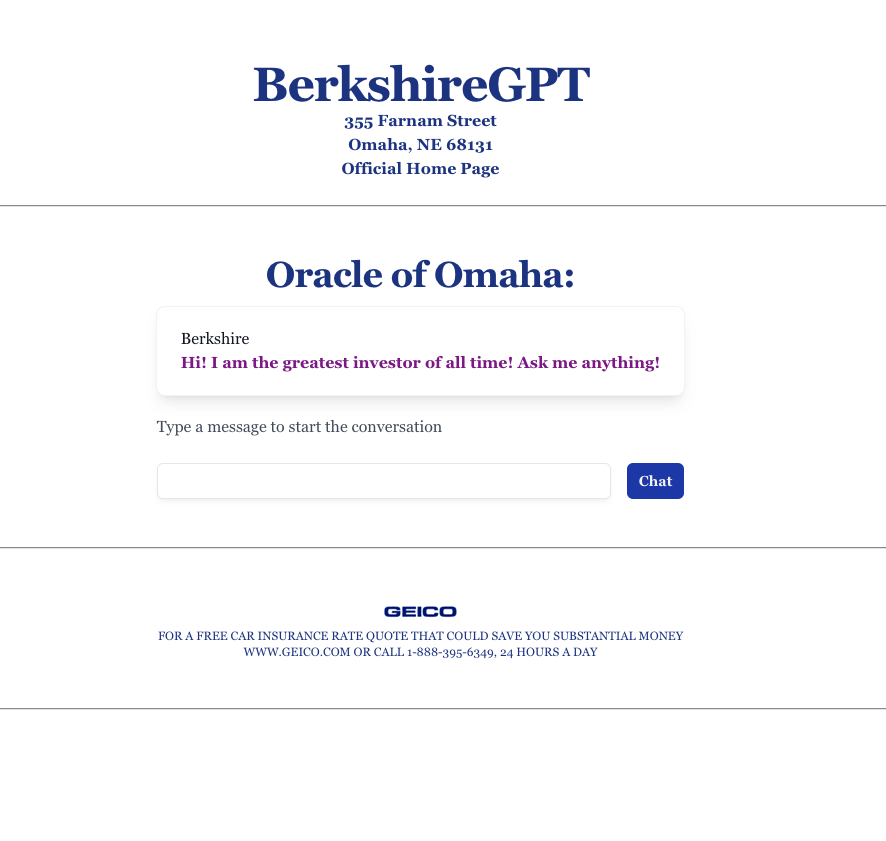 BerkshireGPT
355 Farnam Street
Omaha, NE 68131
Official Home Page
Oracle of Omaha:
Berkshire
Hi! I am the greatest investor of all time! Ask me anything!
Type a message to start the conversation
Chat
GEICO
FOR A FREE CAR INSURANCE RATE QUOTE THAT COULD SAVE YOU SUBSTANTIAL MONEY
WWW.GEICO.COM OR CALL 1-888-395-6349, 24 HOURS A DAY